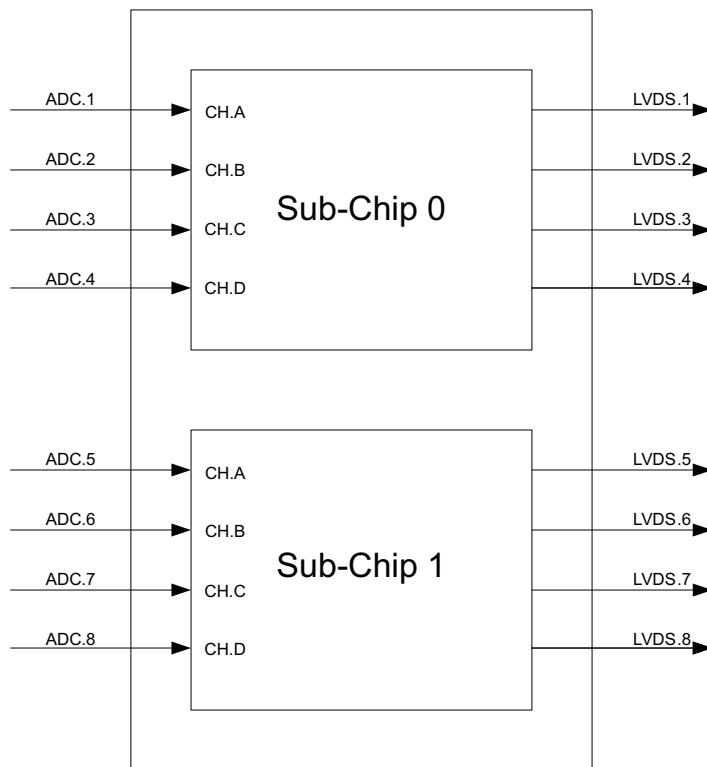 ADC.1
CH.A
LVDS.1
ADC.2
CH.B
LVDS.2
Sub-Chip 0
ADC.3
CH.C
LVDS.3
ADC.4
CH.D
LVDS.4
ADC.5
CH.A
LVDS.5
ADC.6
CH.B
LVDS.6
Sub-Chip 1
ADC.7
CH.C
LVDS.7
ADC.8
CH.D
LVDS.8